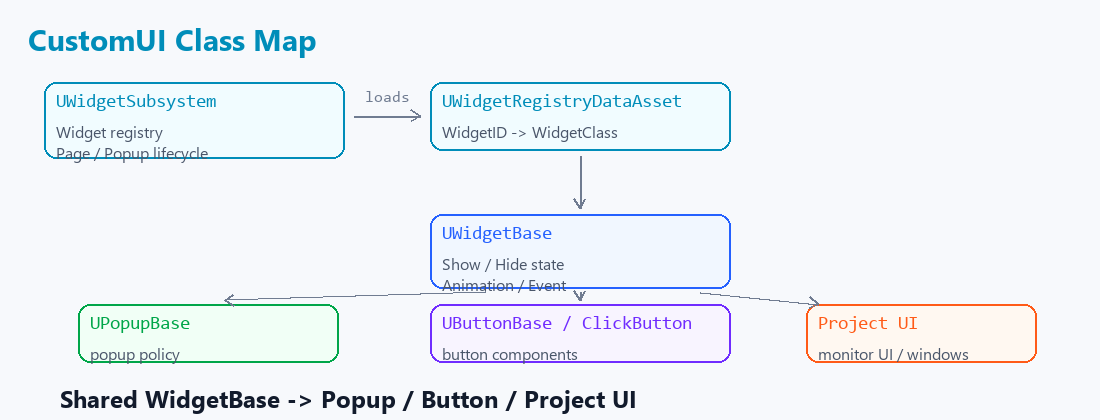 CustomUI Class Map
UWidgetSubsystem
Widget registry
Page / Popup lifecycle
loads
UWidgetRegistryDataAsset
WidgetID -> WidgetClass
UWidgetBase
Show / Hide state
Animation / Event
UPopupBase
popup policy
UButtonBase / ClickButton
button components
Project UI
monitor UI / windows
Shared WidgetBase -> Popup / Button / Project UI